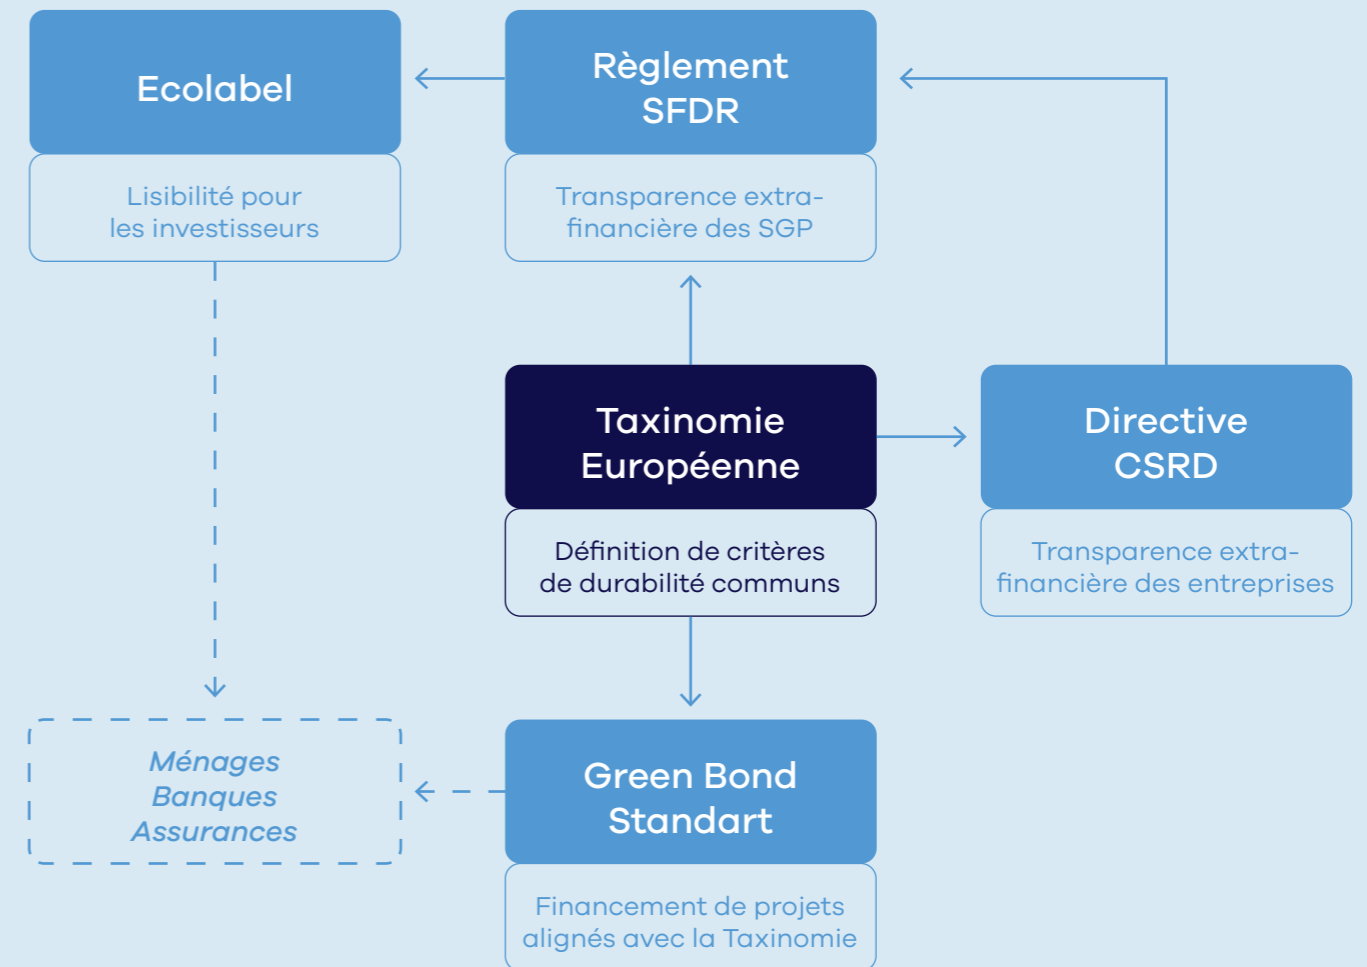 Ecolabel
Lisibilité pour
les investisseurs
Règlement
SFDR
Transparence extra-
financière des SGP
Taxinomie
Européenne
Définition de critères
de durabilité communs
Directive
CSRD
Transparence extra-
financière des entreprises
Ménages
Banques
Assurances
Green Bond
Standart
Financement de projets
alignés avec la Taxinomie